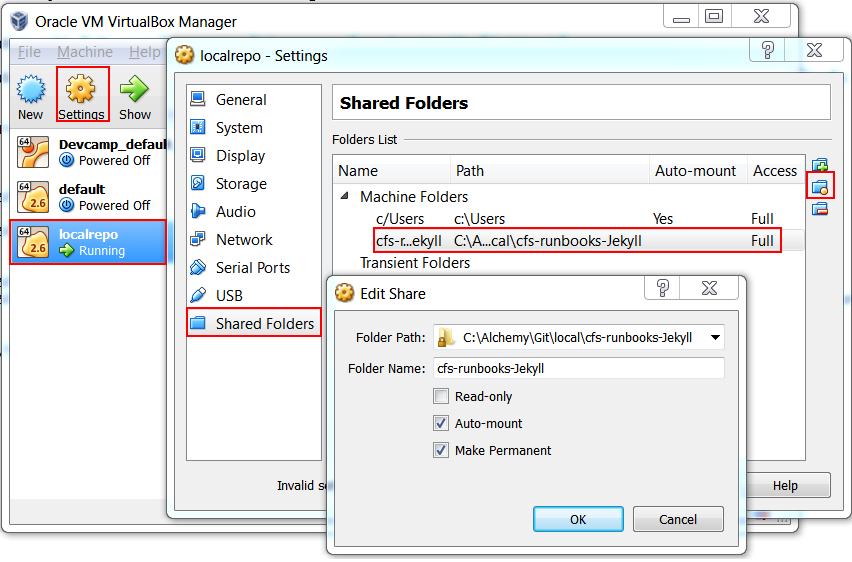 Oracle VM VirtualBox Manager
File Machine Help
New Settings Show
64 Devcamp_defaul
Powered Off
64 default
2.6 Powered Off
64 localrepo
2.6 Running
localrepo - Settings
General
System
Display
Storage
Audio
Network
Serial Ports
USB
Shared Folders
Shared Folders
Folders List
Name Path Auto-mount Access
Machine Folders
c/Users c:\Users Yes Full
cfs-r...ekyll C:\A...cal\cfs-runbooks-Jekyll Full
Transient Folders
Invalid se
Help
Edit Share
Folder Path: C:\Alchemy\Git\local\cfs-runbooks-Jekyll
Folder Name: cfs-runbooks-Jekyll
Read-only
Auto-mount
Make Permanent
OK Cancel